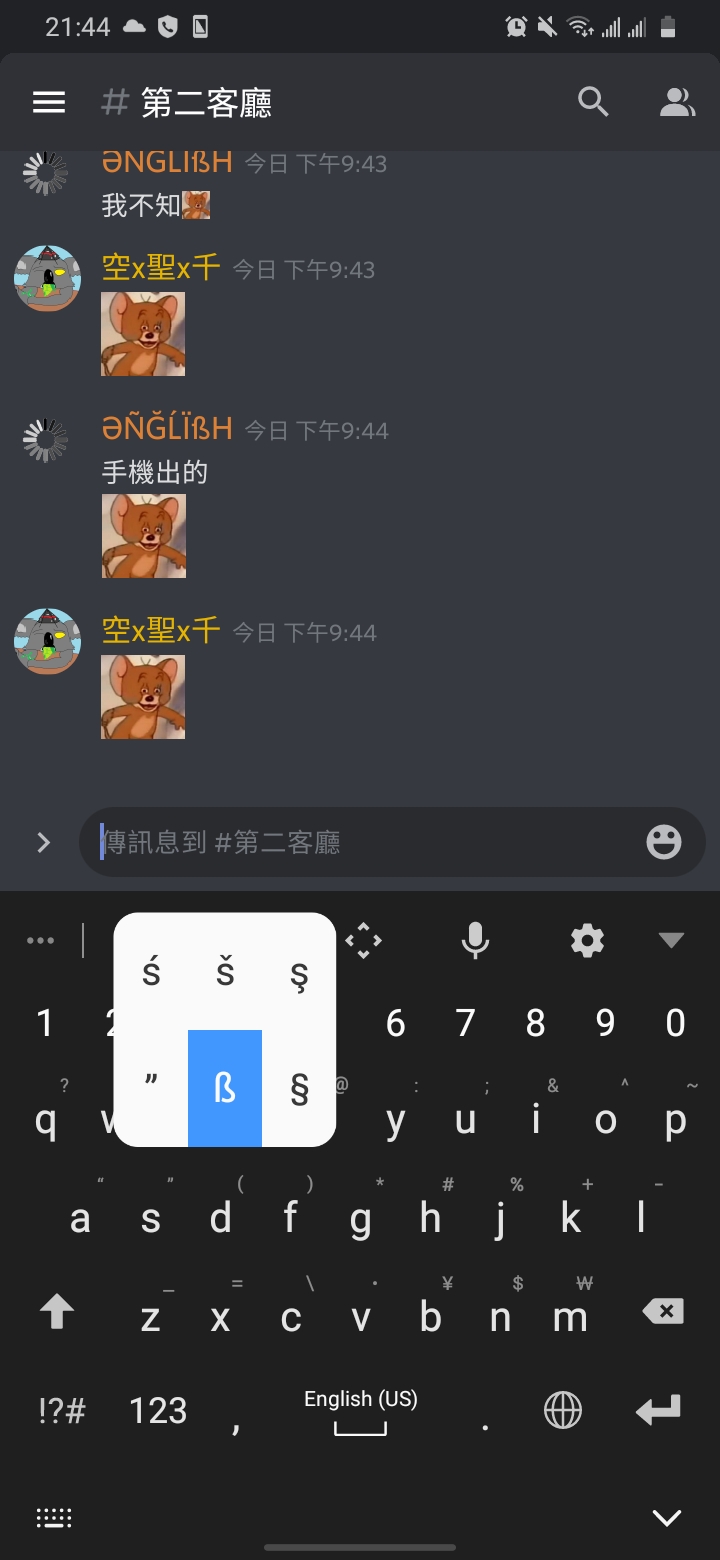 21:44
# 第二客廳
ƏÑĞĹÏßH 今日 下午9:43
我不知
空x聖x千 今日 下午9:43
ƏÑĞĹÏßH 今日 下午9:44
手機出的
空x聖x千 今日 下午9:44
傳訊息到 #第二客廳
ś š ş
1 2 6 7 8 9 0
” ß §
? @ : ; & ^ ~
q w y u i o p
“ ” ( ) * # % + -
a s d f g h j k l
_ = \ · ¥ $ ₩
z x c v b n m
!?# 123 , English (US) .